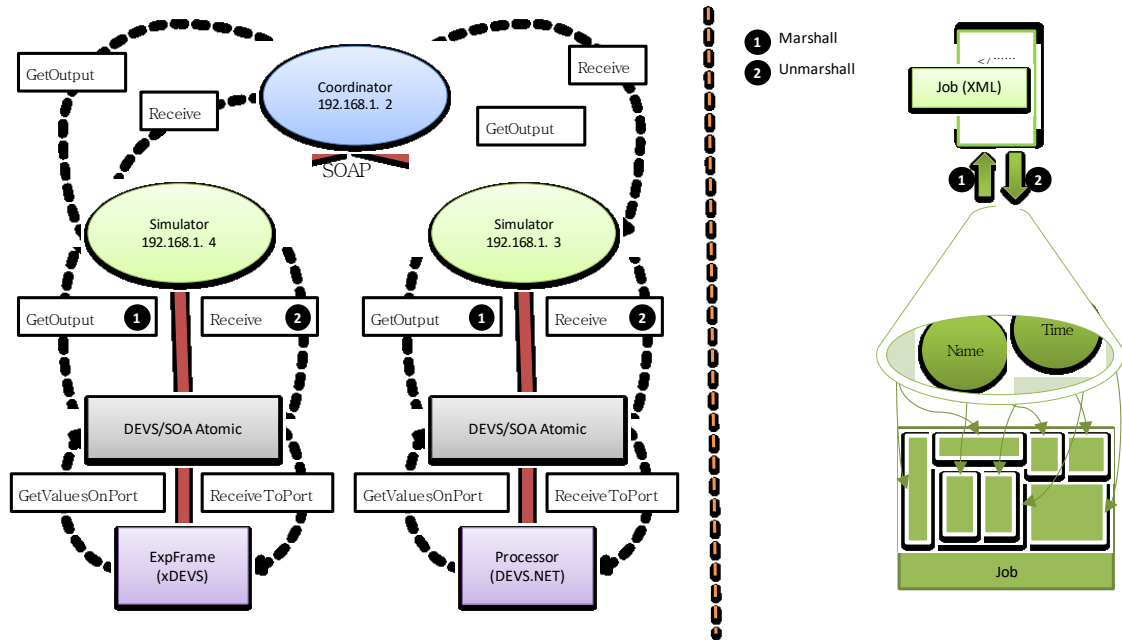 GetOutput
Receive
Coordinator
192.168.1. 2
Receive
GetOutput
SOAP
Simulator
192.168.1. 4
Simulator
192.168.1. 3
GetOutput 1
Receive 2
GetOutput 1
Receive 2
DEVS/SOA Atomic
DEVS/SOA Atomic
GetValuesOnPort
ReceiveToPort
GetValuesOnPort
ReceiveToPort
ExpFrame
(xDEVS)
Processor
(DEVS.NET)
1 Marshall
2 Unmarshall
</······
Job (XML)
1
2
Name
Time
Job